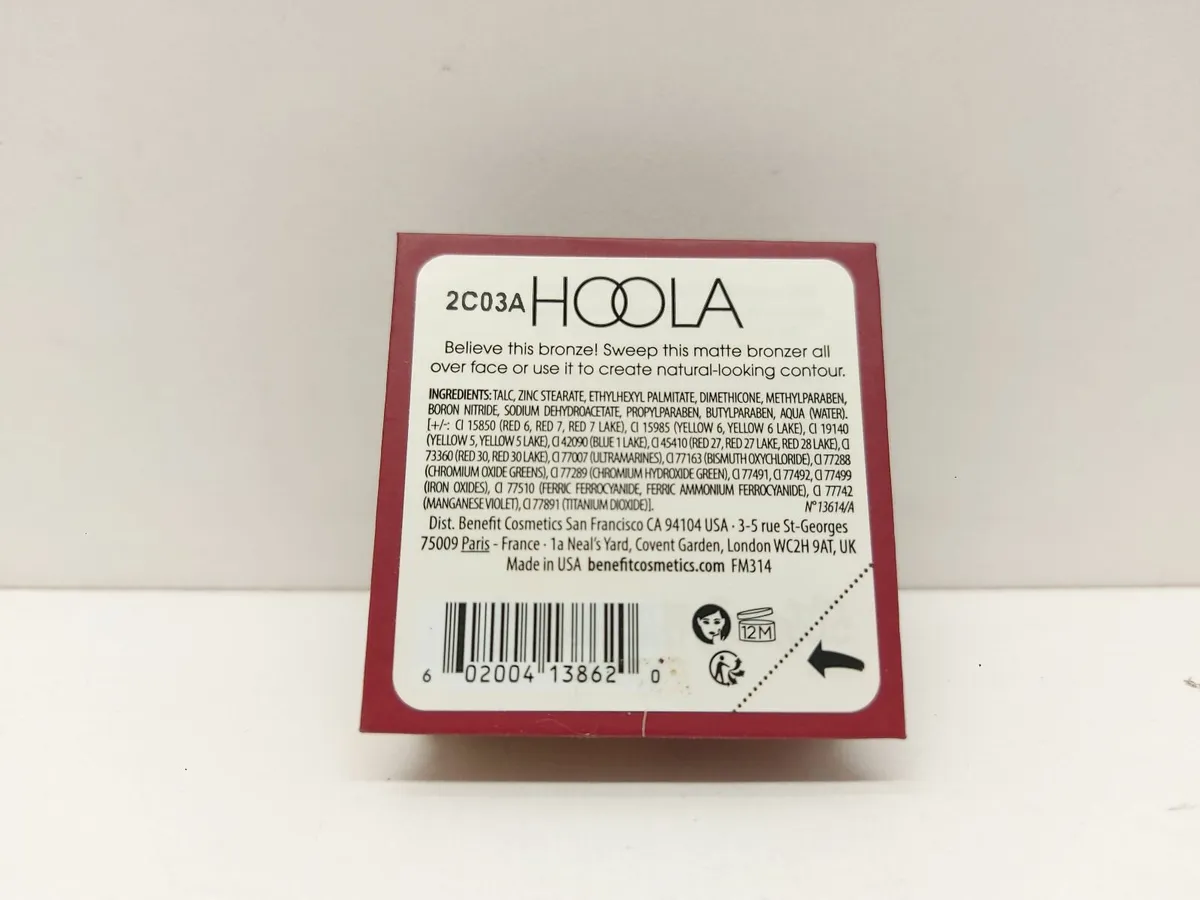 2C03A HOOLA
Believe this bronze! Sweep this matte bronzer all
over face or use it to create natural-looking contour.
INGREDIENTS: TALC, ZINC STEARATE, ETHYLHEXYL PALMITATE, DIMETHICONE, METHYLPARABEN,
BORON NITRIDE, SODIUM DEHYDROACETATE, PROPYLPARABEN, BUTYLPARABEN, AQUA (WATER).
[+/-: CI 15850 (RED 6, RED 7, RED 7 LAKE), CI 15985 (YELLOW 6, YELLOW 6 LAKE), CI 19140
(YELLOW 5, YELLOW 5 LAKE), CI 42090 (BLUE 1 LAKE), CI 45410 (RED 27, RED 27 LAKE, RED 28 LAKE), CI
73360 (RED 30, RED 30 LAKE), CI 77007 (ULTRAMARINES), CI 77163 (BISMUTH OXYCHLORIDE), CI 77288
(CHROMIUM OXIDE GREENS), CI 77289 (CHROMIUM HYDROXIDE GREEN), CI 77491, CI 77492, CI 77499
(IRON OXIDES), CI 77510 (FERRIC FERROCYANIDE, FERRIC AMMONIUM FERROCYANIDE), CI 77742
(MANGANESE VIOLET), CI 77891 (TITANIUM DIOXIDE)]. N° 13614/A
Dist. Benefit Cosmetics San Francisco CA 94104 USA · 3-5 rue St-Georges
75009 Paris - France · 1a Neal's Yard, Covent Garden, London WC2H 9AT, UK
Made in USA benefitcosmetics.com FM314
12M
6 02004 13862 0